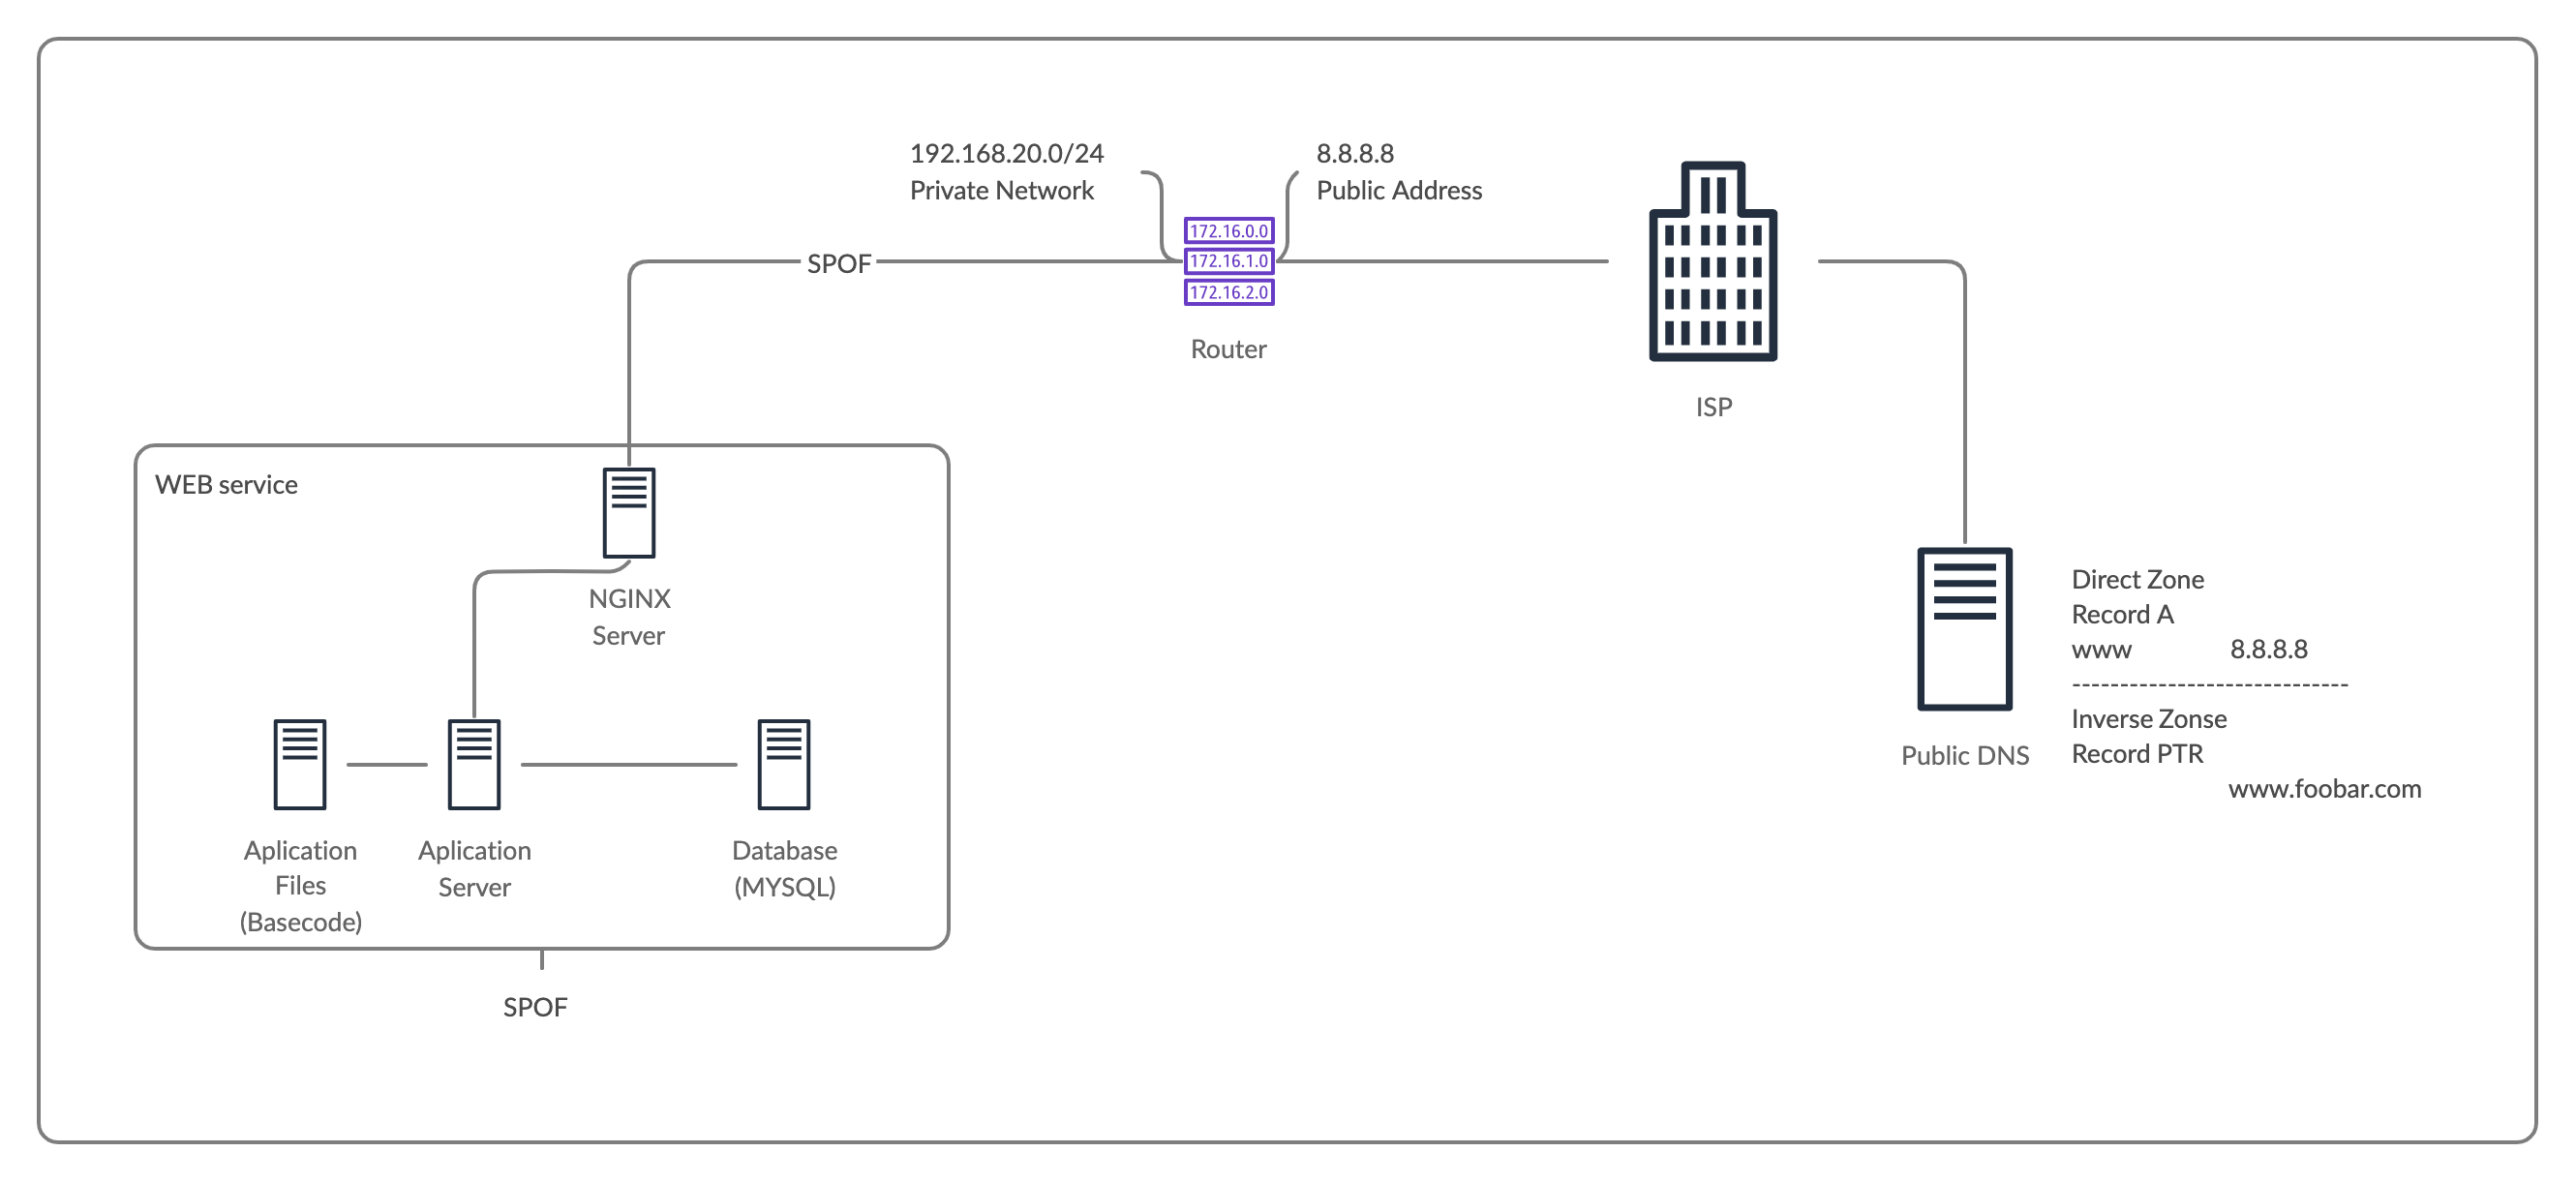 192.168.20.0/24
Private Network
8.8.8.8
Public Address
172.16.0.0
172.16.1.0
172.16.2.0
SPOF
Router
ISP
WEB service
NGINX
Server
Aplication
Files
(Basecode)
Aplication
Server
Database
(MYSQL)
SPOF
Public DNS
Direct Zone
Record A
www 8.8.8.8
-----------------------------
Inverse Zonse
Record PTR
www.foobar.com